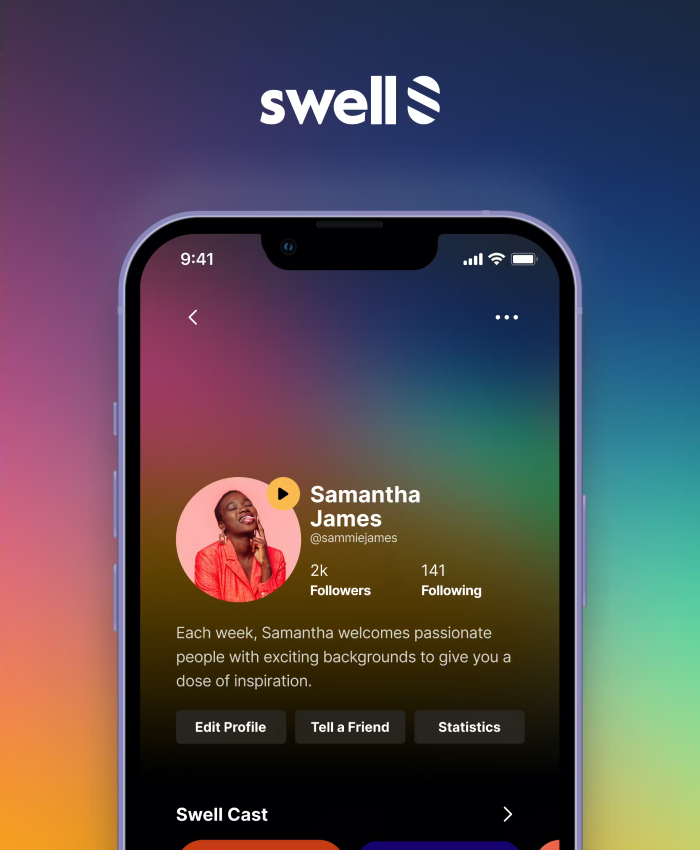 swell
9:41
Samantha
James
@sammiejames
2k
141
Followers
Following
Each week, Samantha welcomes passionate
people with exciting backgrounds to give you a
dose of inspiration.
Edit Profile
Tell a Friend
Statistics
Swell Cast